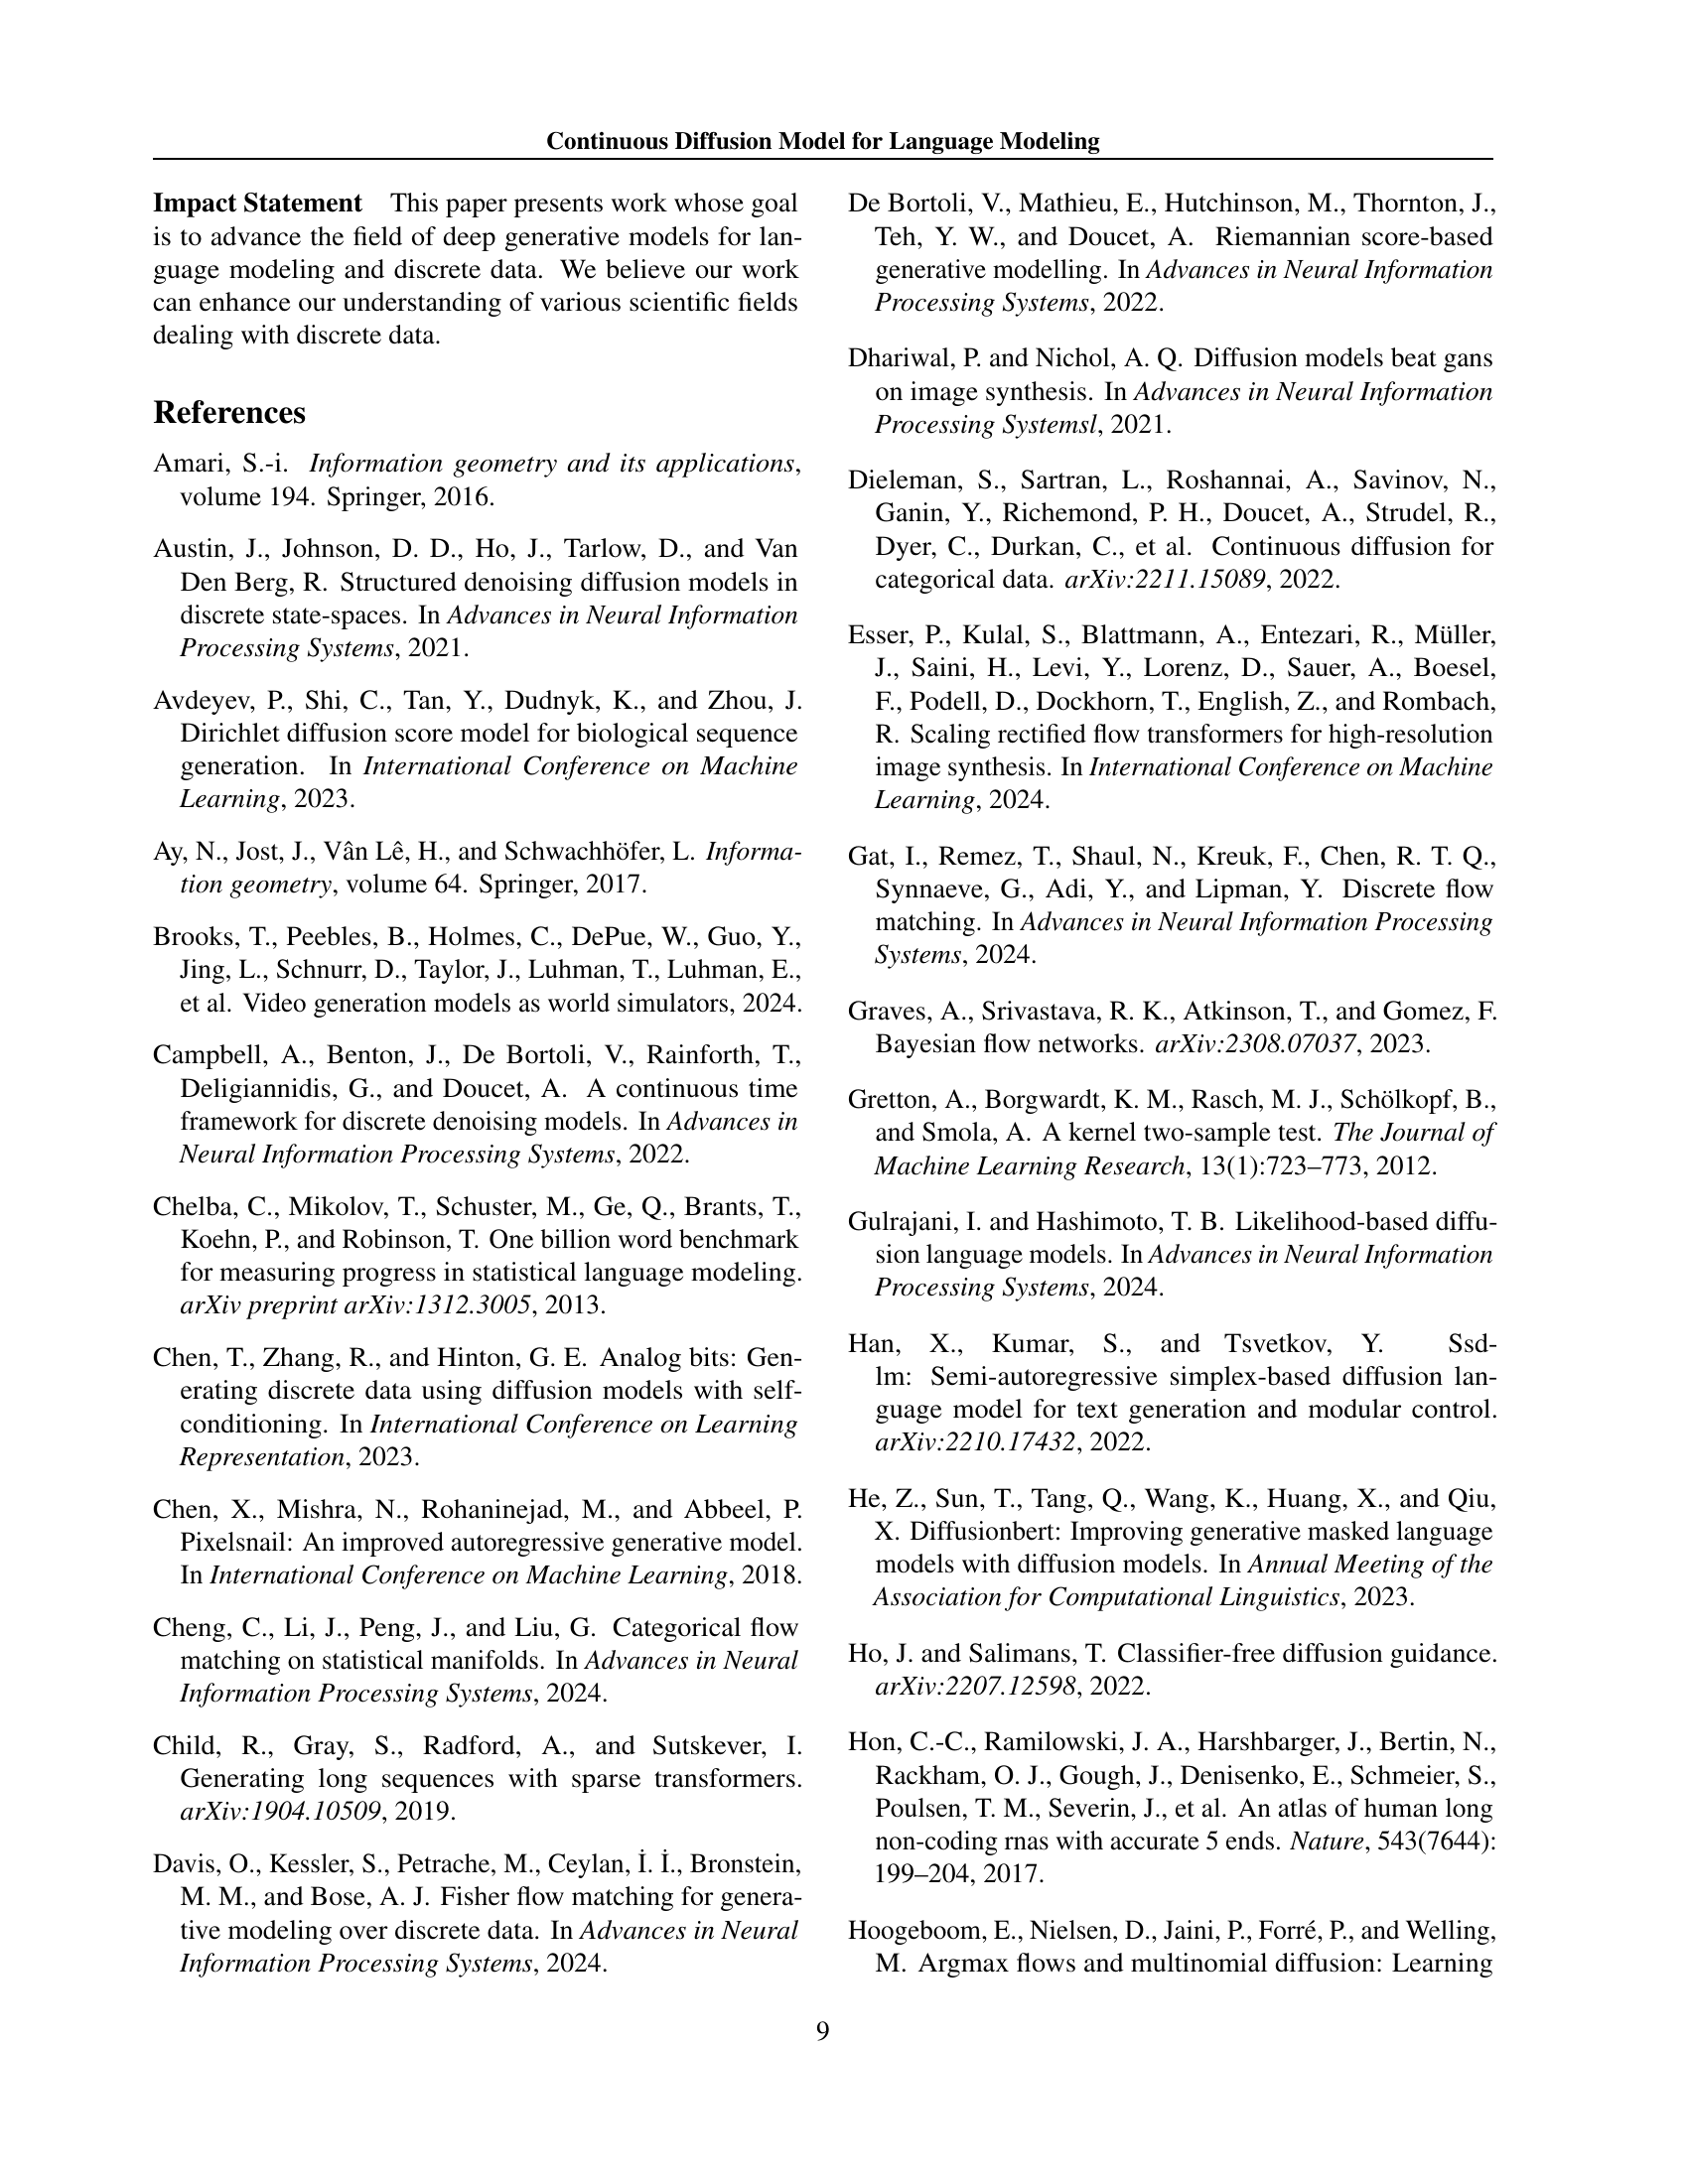 Continuous Diffusion Model for Language Modeling
Impact Statement This paper presents work whose goal
is to advance the field of deep generative models for lan-
guage modeling and discrete data. We believe our work
can enhance our understanding of various scientific fields
dealing with discrete data.
References
Amari, S.-i. Information geometry and its applications,
volume 194. Springer, 2016.
Austin, J., Johnson, D. D., Ho, J., Tarlow, D., and Van
Den Berg, R. Structured denoising diffusion models in
discrete state-spaces. In Advances in Neural Information
Processing Systems, 2021.
Avdeyev, P., Shi, C., Tan, Y., Dudnyk, K., and Zhou, J.
Dirichlet diffusion score model for biological sequence
generation. In International Conference on Machine
Learning, 2023.
Ay, N., Jost, J., Vân Lê, H., and Schwachhöfer, L. Informa-
tion geometry, volume 64. Springer, 2017.
Brooks, T., Peebles, B., Holmes, C., DePue, W., Guo, Y.,
Jing, L., Schnurr, D., Taylor, J., Luhman, T., Luhman, E.,
et al. Video generation models as world simulators, 2024.
Campbell, A., Benton, J., De Bortoli, V., Rainforth, T.,
Deligiannidis, G., and Doucet, A. A continuous time
framework for discrete denoising models. In Advances in
Neural Information Processing Systems, 2022.
Chelba, C., Mikolov, T., Schuster, M., Ge, Q., Brants, T.,
Koehn, P., and Robinson, T. One billion word benchmark
for measuring progress in statistical language modeling.
arXiv preprint arXiv:1312.3005, 2013.
Chen, T., Zhang, R., and Hinton, G. E. Analog bits: Gen-
erating discrete data using diffusion models with self-
conditioning. In International Conference on Learning
Representation, 2023.
Chen, X., Mishra, N., Rohaninejad, M., and Abbeel, P.
Pixelsnail: An improved autoregressive generative model.
In International Conference on Machine Learning, 2018.
Cheng, C., Li, J., Peng, J., and Liu, G. Categorical flow
matching on statistical manifolds. In Advances in Neural
Information Processing Systems, 2024.
Child, R., Gray, S., Radford, A., and Sutskever, I.
Generating long sequences with sparse transformers.
arXiv:1904.10509, 2019.
Davis, O., Kessler, S., Petrache, M., Ceylan, İ. İ., Bronstein,
M. M., and Bose, A. J. Fisher flow matching for genera-
tive modeling over discrete data. In Advances in Neural
Information Processing Systems, 2024.
De Bortoli, V., Mathieu, E., Hutchinson, M., Thornton, J.,
Teh, Y. W., and Doucet, A. Riemannian score-based
generative modelling. In Advances in Neural Information
Processing Systems, 2022.
Dhariwal, P. and Nichol, A. Q. Diffusion models beat gans
on image synthesis. In Advances in Neural Information
Processing Systemsl, 2021.
Dieleman, S., Sartran, L., Roshannai, A., Savinov, N.,
Ganin, Y., Richemond, P. H., Doucet, A., Strudel, R.,
Dyer, C., Durkan, C., et al. Continuous diffusion for
categorical data. arXiv:2211.15089, 2022.
Esser, P., Kulal, S., Blattmann, A., Entezari, R., Müller,
J., Saini, H., Levi, Y., Lorenz, D., Sauer, A., Boesel,
F., Podell, D., Dockhorn, T., English, Z., and Rombach,
R. Scaling rectified flow transformers for high-resolution
image synthesis. In International Conference on Machine
Learning, 2024.
Gat, I., Remez, T., Shaul, N., Kreuk, F., Chen, R. T. Q.,
Synnaeve, G., Adi, Y., and Lipman, Y. Discrete flow
matching. In Advances in Neural Information Processing
Systems, 2024.
Graves, A., Srivastava, R. K., Atkinson, T., and Gomez, F.
Bayesian flow networks. arXiv:2308.07037, 2023.
Gretton, A., Borgwardt, K. M., Rasch, M. J., Schölkopf, B.,
and Smola, A. A kernel two-sample test. The Journal of
Machine Learning Research, 13(1):723–773, 2012.
Gulrajani, I. and Hashimoto, T. B. Likelihood-based diffu-
sion language models. In Advances in Neural Information
Processing Systems, 2024.
Han, X., Kumar, S., and Tsvetkov, Y. Ssd-
lm: Semi-autoregressive simplex-based diffusion lan-
guage model for text generation and modular control.
arXiv:2210.17432, 2022.
He, Z., Sun, T., Tang, Q., Wang, K., Huang, X., and Qiu,
X. Diffusionbert: Improving generative masked language
models with diffusion models. In Annual Meeting of the
Association for Computational Linguistics, 2023.
Ho, J. and Salimans, T. Classifier-free diffusion guidance.
arXiv:2207.12598, 2022.
Hon, C.-C., Ramilowski, J. A., Harshbarger, J., Bertin, N.,
Rackham, O. J., Gough, J., Denisenko, E., Schmeier, S.,
Poulsen, T. M., Severin, J., et al. An atlas of human long
non-coding rnas with accurate 5 ends. Nature, 543(7644):
199–204, 2017.
Hoogeboom, E., Nielsen, D., Jaini, P., Forré, P., and Welling,
M. Argmax flows and multinomial diffusion: Learning
9